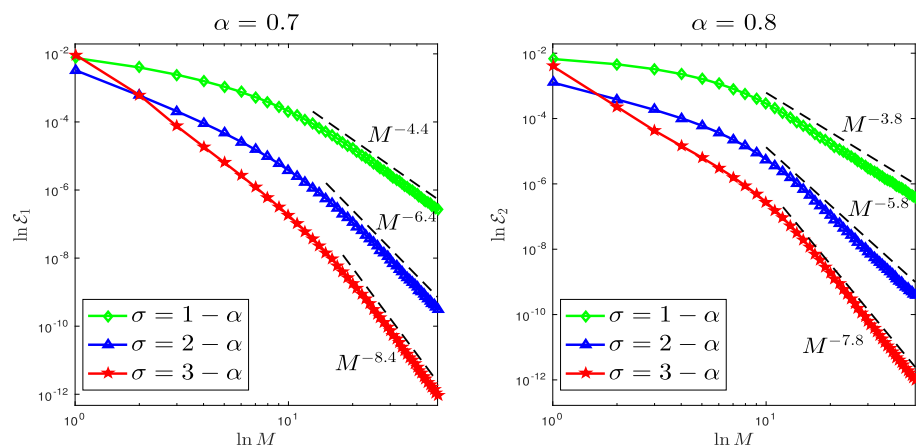 α = 0.7
10^-2
10^-4
10^-6
10^-8
10^-10
10^-12
ln ℰ₁
M^-4.4
M^-6.4
M^-8.4
σ = 1 − α
σ = 2 − α
σ = 3 − α
10^0
10^1
ln M
α = 0.8
10^-2
10^-4
10^-6
10^-8
10^-10
10^-12
ln ℰ₂
M^-3.8
M^-5.8
M^-7.8
σ = 1 − α
σ = 2 − α
σ = 3 − α
10^0
10^1
ln M